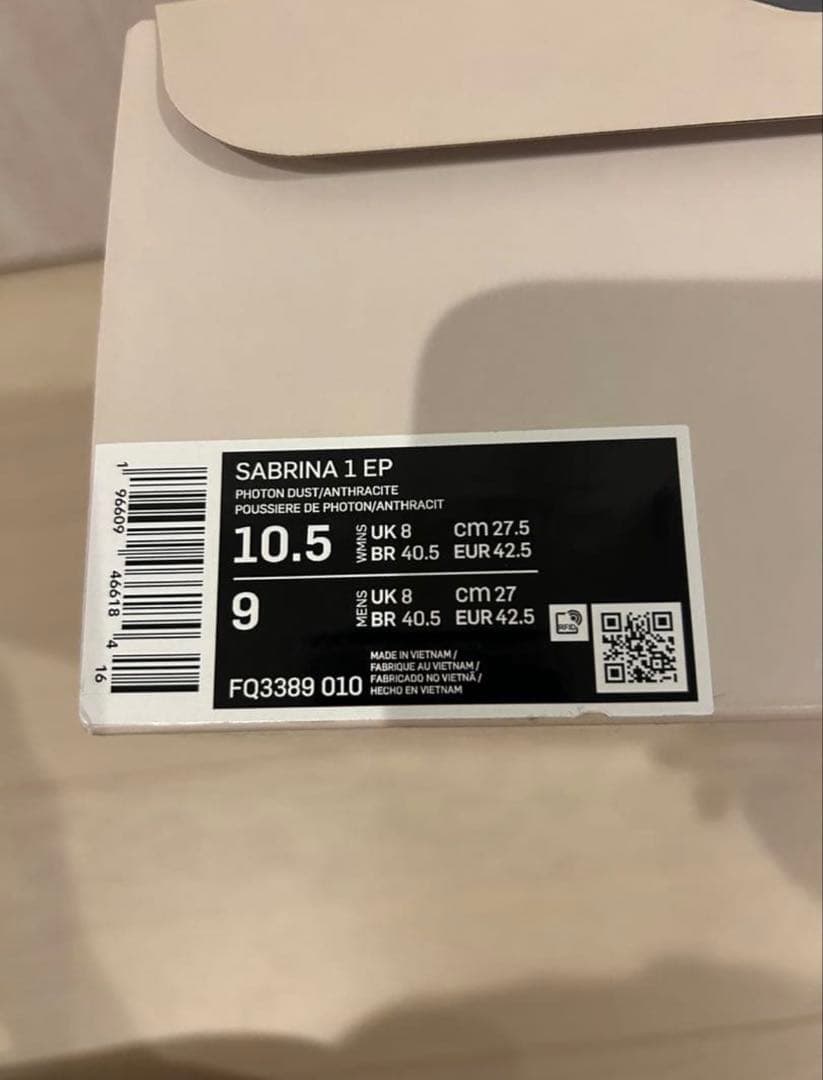 SABRINA 1 EP
PHOTON DUST/ANTHRACITE
POUSSIERE DE PHOTON/ANTHRACIT
10.5 WMNS UK 8 cm 27.5
BR 40.5 EUR 42.5
9 MENS UK 8 cm 27
BR 40.5 EUR 42.5
RFID
MADE IN VIETNAM /
FABRIQUE AU VIETNAM /
FABRICADO NO VIETNÃ /
HECHO EN VIETNAM
FQ3389 010
1 96609 46618 4 16